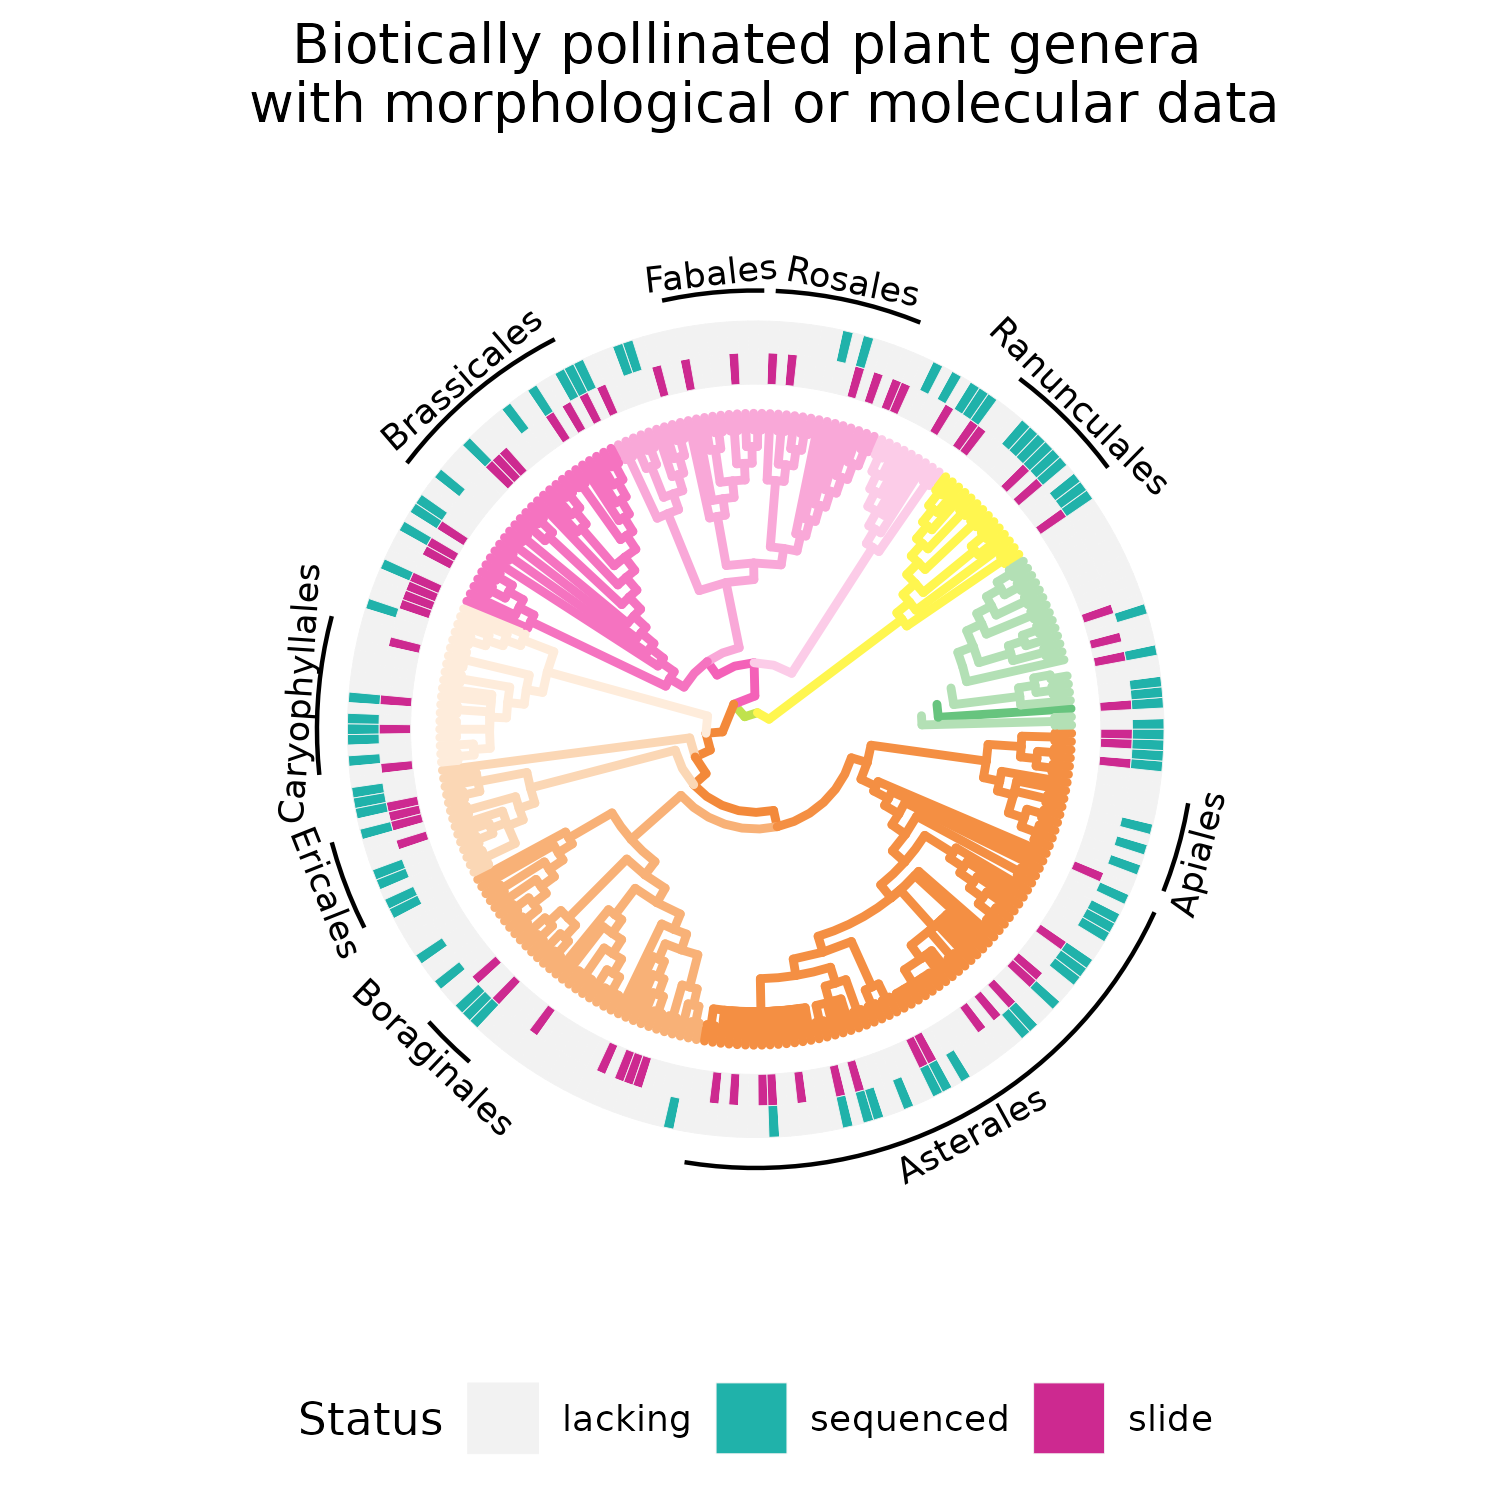 Biotically pollinated plant genera
with morphological or molecular data
Fabales
Rosales
Ranunculales
Brassicales
Caryophyllales
Ericales
Boraginales
Apiales
Asterales
Status
lacking
sequenced
slide